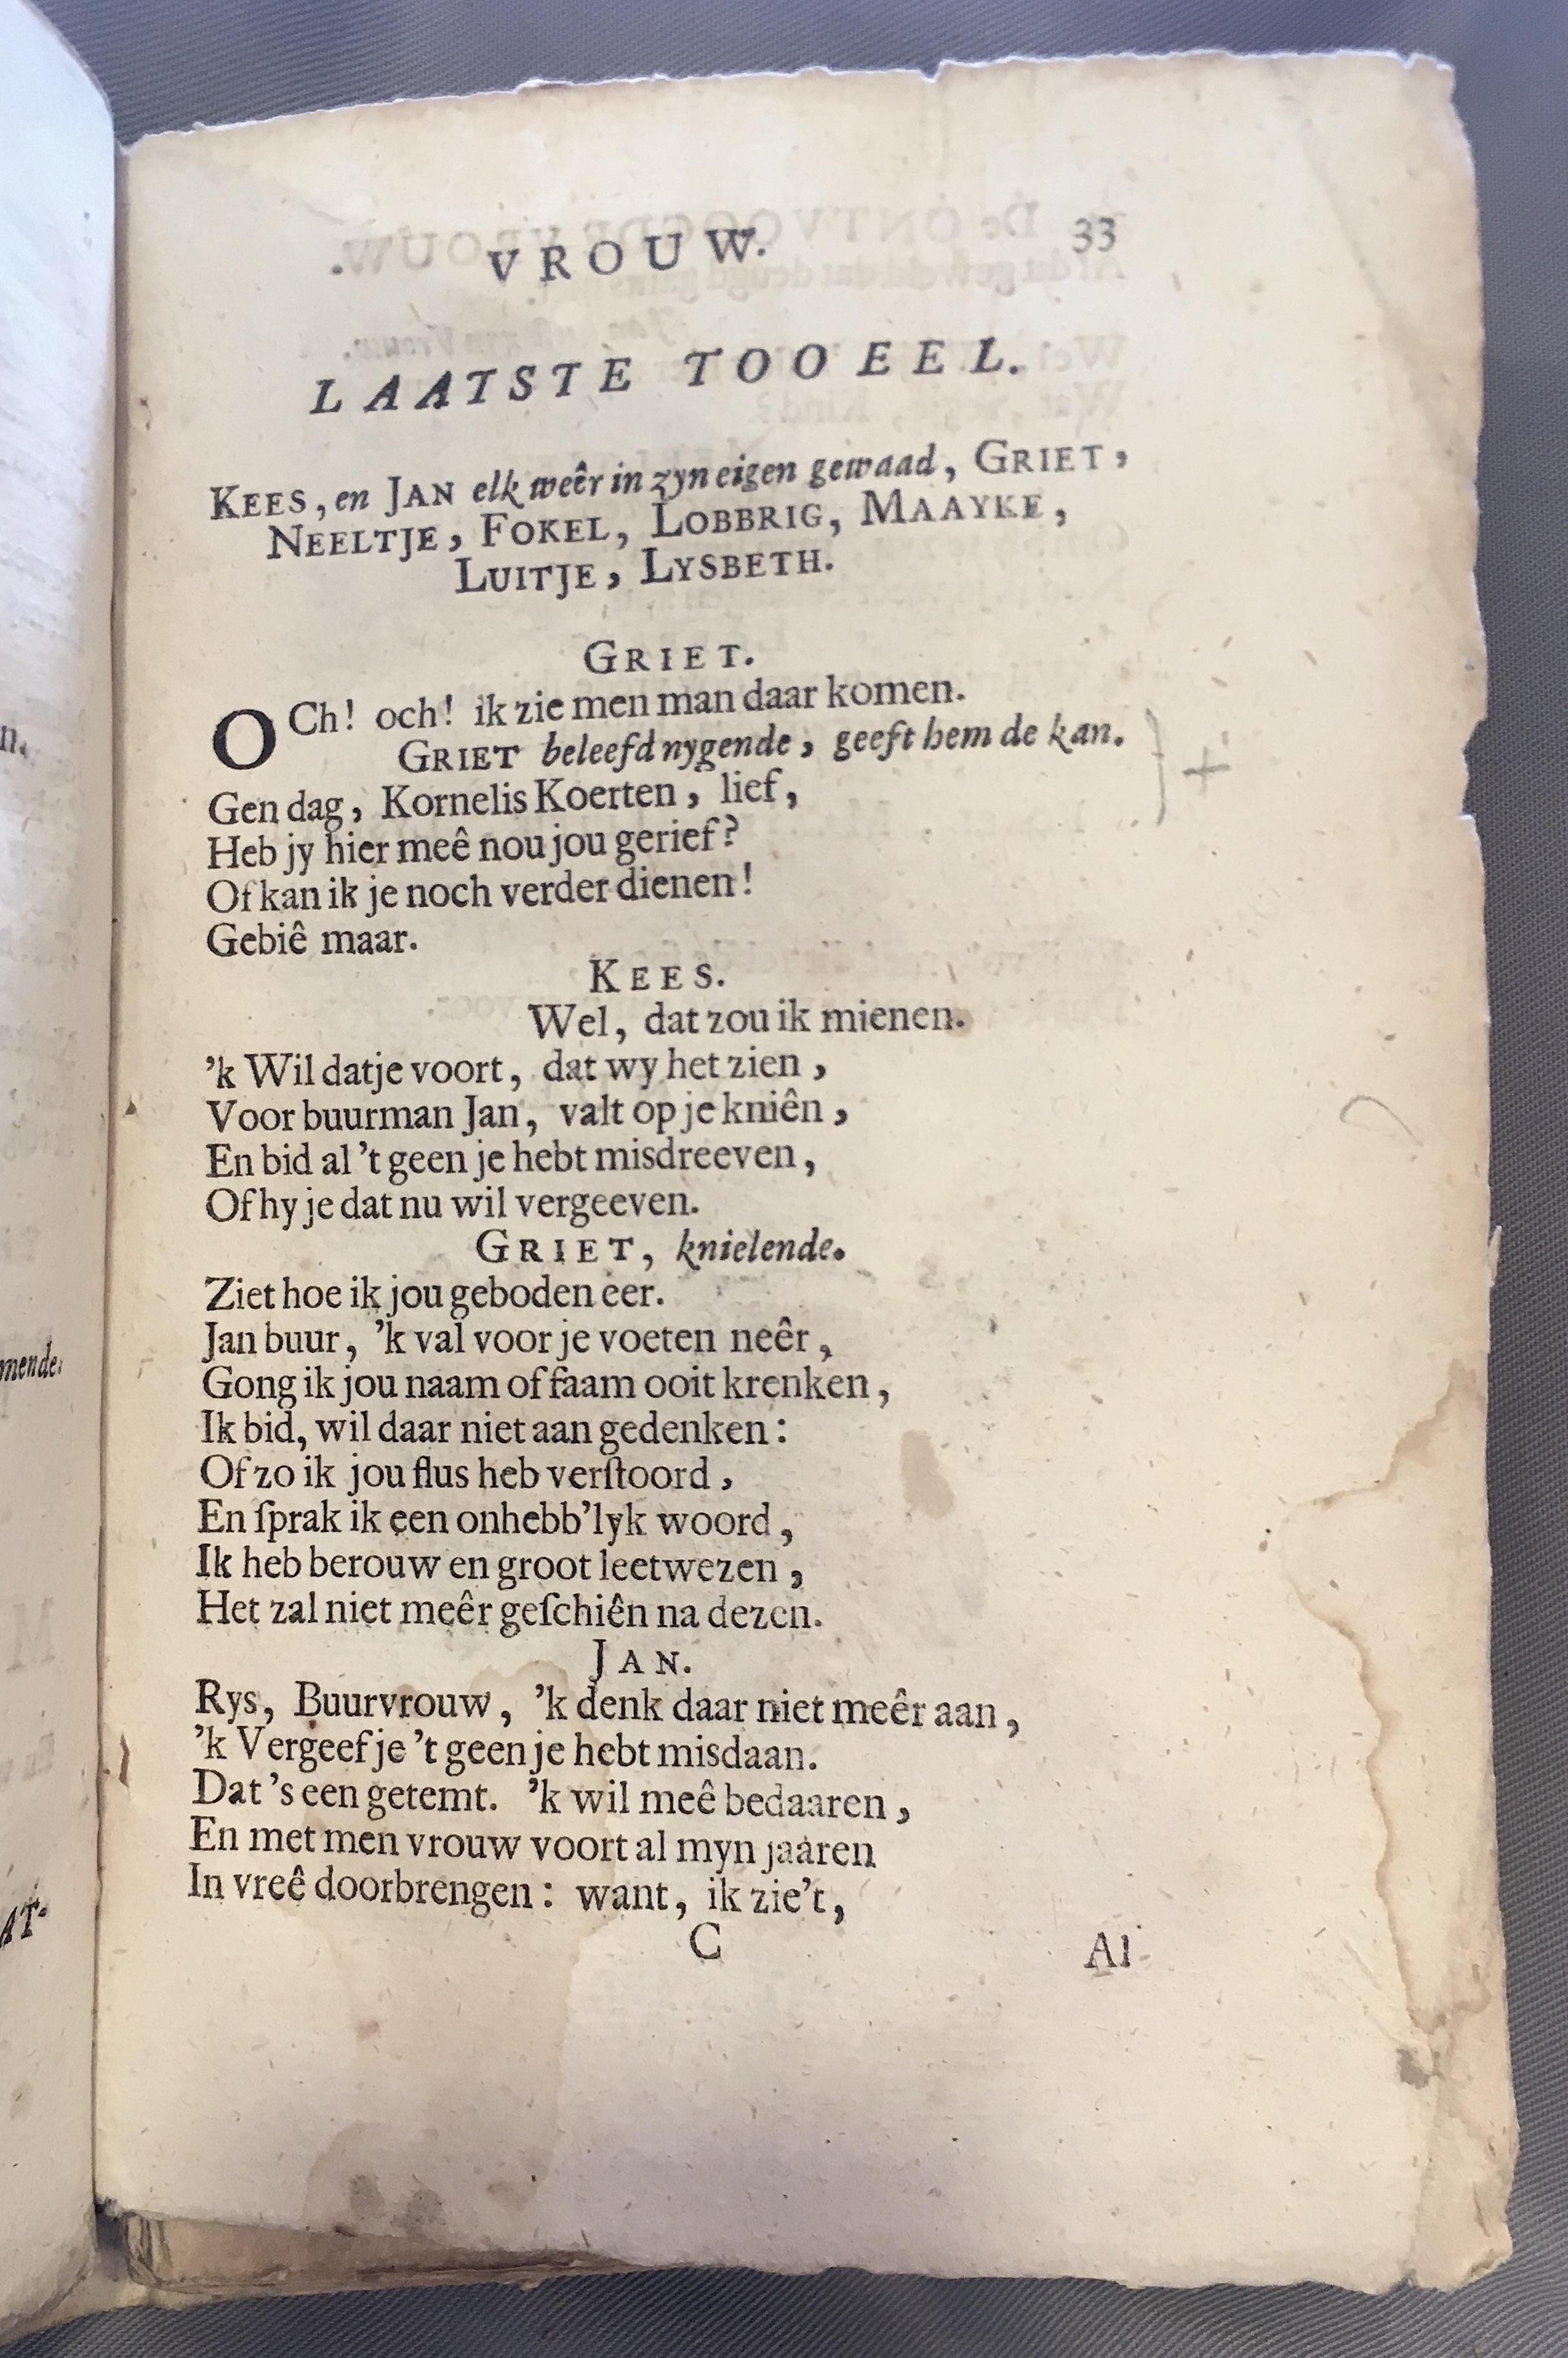 VROUW. 33
LAATSTE TOOEEL.
KEES, en JAN elk weêr in zyn eigen gewaad, GRIET,
NEELTJE, FOKEL, LOBBRIG, MAAYKE,
LUITJE, LYSBETH.
GRIET.
OCh! och! ik zie men man daar komen.
GRIET beleefd nygende, geeft hem de kan.
Gen dag, Kornelis Koerten, lief,
Heb jy hier meê nou jou gerief?
Of kan ik je noch verder dienen!
Gebiê maar.
KEES.
Wel, dat zou ik mienen.
'k Wil datje voort, dat wy het zien,
Voor buurman Jan, valt op je kniên,
En bid al 't geen je hebt misdreeven,
Of hy je dat nu wil vergeeven.
GRIET, knielende.
Ziet hoe ik jou geboden eer.
Jan buur, 'k val voor je voeten neêr,
Gong ik jou naam of faam ooit krenken,
Ik bid, wil daar niet aan gedenken:
Of zo ik jou flus heb verſtoord,
En ſprak ik een onhebb'lyk woord,
Ik heb berouw en groot leetwezen,
Het zal niet meêr geſchiên na dezen.
JAN.
Rys, Buurvrouw, 'k denk daar niet meêr aan,
'k Vergeef je 't geen je hebt misdaan.
Dat 's een getemt. 'k wil meê bedaaren,
En met men vrouw voort al myn jaaren
In vreê doorbrengen: want, ik zie't,
C Al